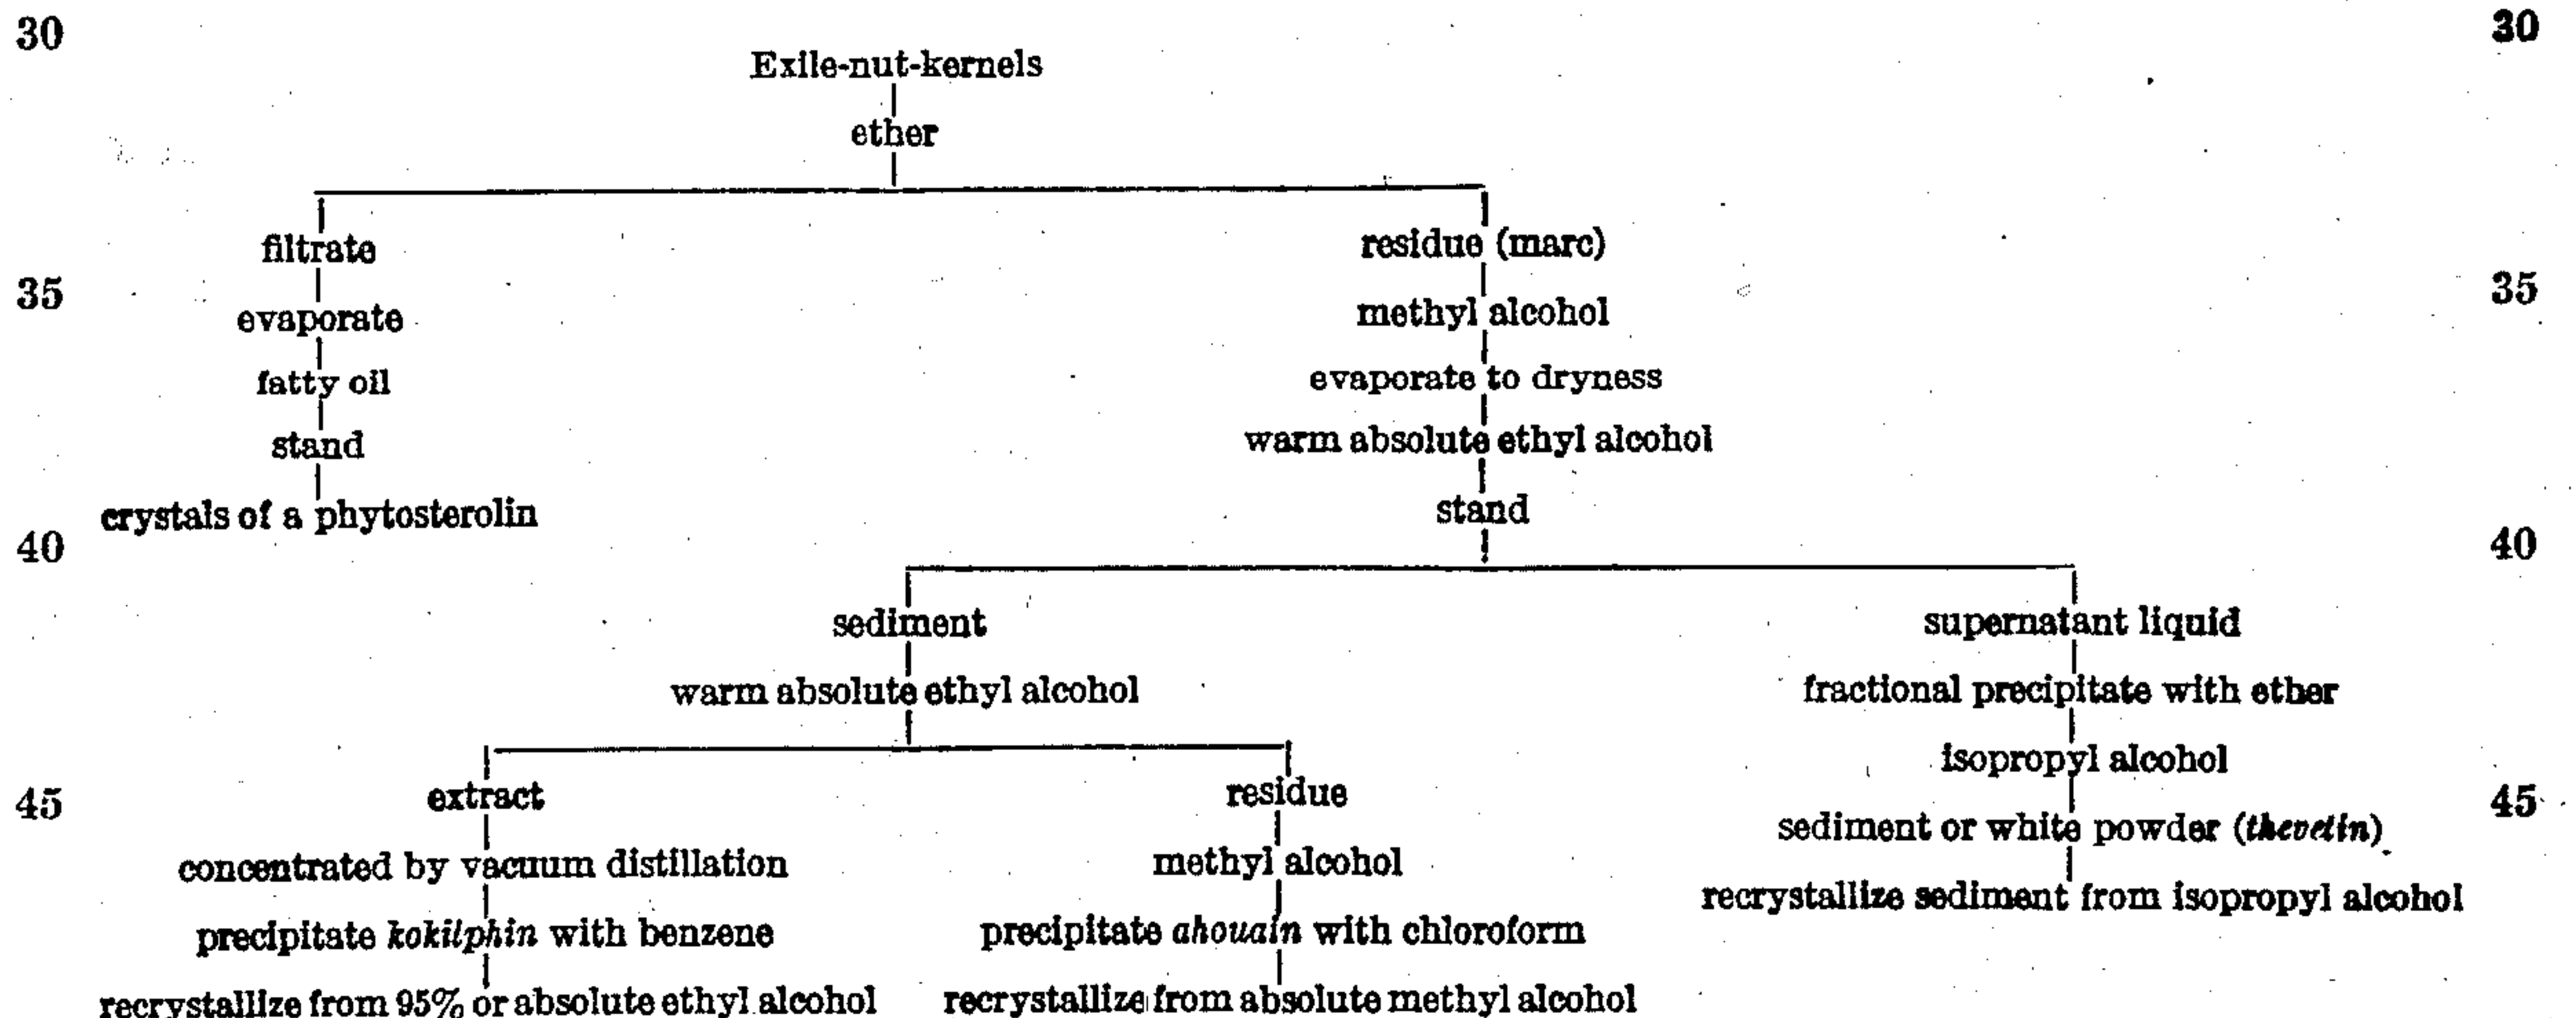 30 30
Exile-nut-kernels
ether
filtrate residue (marc)
35 35
evaporate methyl alcohol
fatty oil evaporate to dryness
stand warm absolute ethyl alcohol
crystals of a phytosterolin stand
40 40
sediment supernatant liquid
warm absolute ethyl alcohol fractional precipitate with ether
isopropyl alcohol
extract residue
45 45
sediment or white powder (thevetin)
concentrated by vacuum distillation methyl alcohol
recrystallize sediment from isopropyl alcohol
precipitate kokilphin with benzene precipitate ahouain with chloroform
recrystallize from 95% or absolute ethyl alcohol recrystallize from absolute methyl alcohol